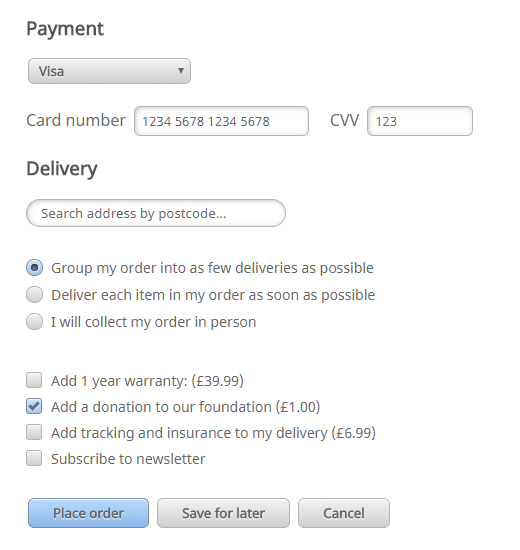 Payment
Visa
Card number 1234 5678 1234 5678 CVV 123
Delivery
Search address by postcode...
Group my order into as few deliveries as possible
Deliver each item in my order as soon as possible
I will collect my order in person
Add 1 year warranty: (£39.99)
Add a donation to our foundation (£1.00)
Add tracking and insurance to my delivery (£6.99)
Subscribe to newsletter
Place order Save for later Cancel